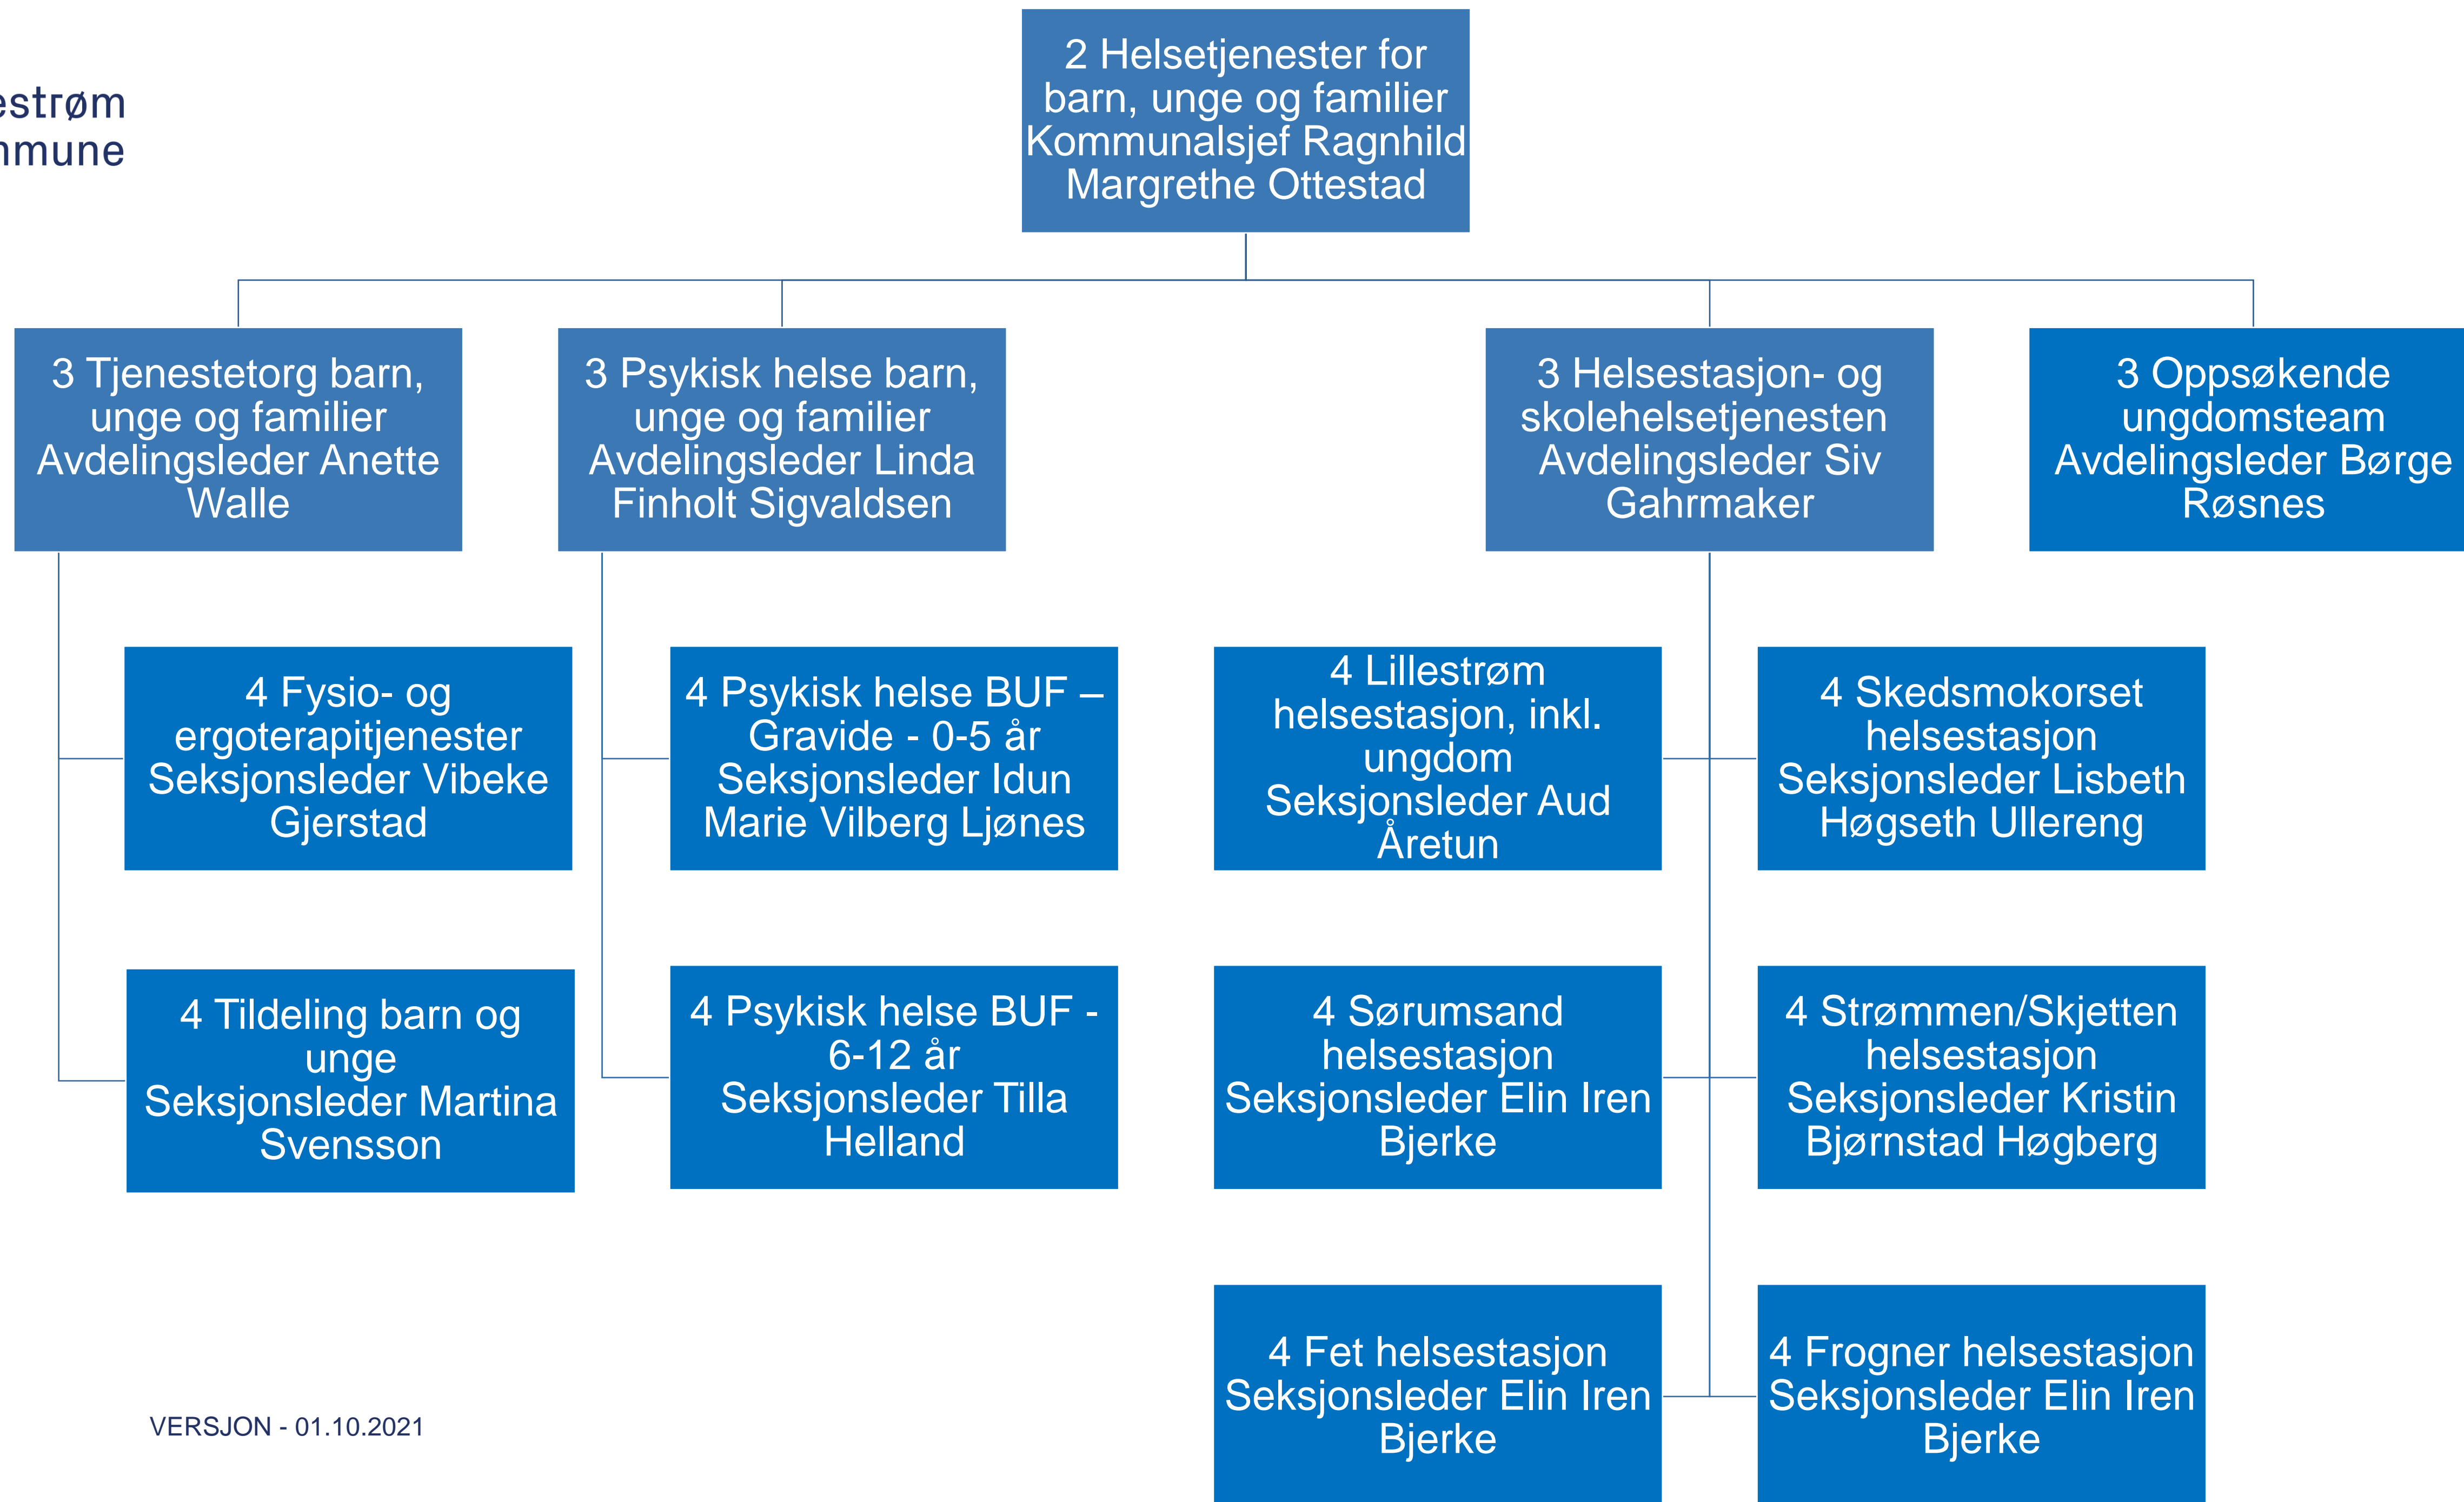 estrøm
mmune
2 Helsetjenester for
barn, unge og familier
Kommunalsjef Ragnhild
Margrethe Ottestad
3 Tjenestetorg barn,
unge og familier
Avdelingsleder Anette
Walle
3 Psykisk helse barn,
unge og familier
Avdelingsleder Linda
Finholt Sigvaldsen
3 Helsestasjon- og
skolehelsetjenesten
Avdelingsleder Siv
Gahrmaker
3 Oppsøkende
ungdomsteam
Avdelingsleder Børge
Røsnes
4 Fysio- og
ergoterapitjenester
Seksjonsleder Vibeke
Gjerstad
4 Psykisk helse BUF –
Gravide - 0-5 år
Seksjonsleder Idun
Marie Vilberg Ljønes
4 Lillestrøm
helsestasjon, inkl.
ungdom
Seksjonsleder Aud
Åretun
4 Skedsmokorset
helsestasjon
Seksjonsleder Lisbeth
Høgseth Ullereng
4 Tildeling barn og
unge
Seksjonsleder Martina
Svensson
4 Psykisk helse BUF -
6-12 år
Seksjonsleder Tilla
Helland
4 Sørumsand
helsestasjon
Seksjonsleder Elin Iren
Bjerke
4 Strømmen/Skjetten
helsestasjon
Seksjonsleder Kristin
Bjørnstad Høgberg
4 Fet helsestasjon
Seksjonsleder Elin Iren
Bjerke
4 Frogner helsestasjon
Seksjonsleder Elin Iren
Bjerke
VERSJON - 01.10.2021